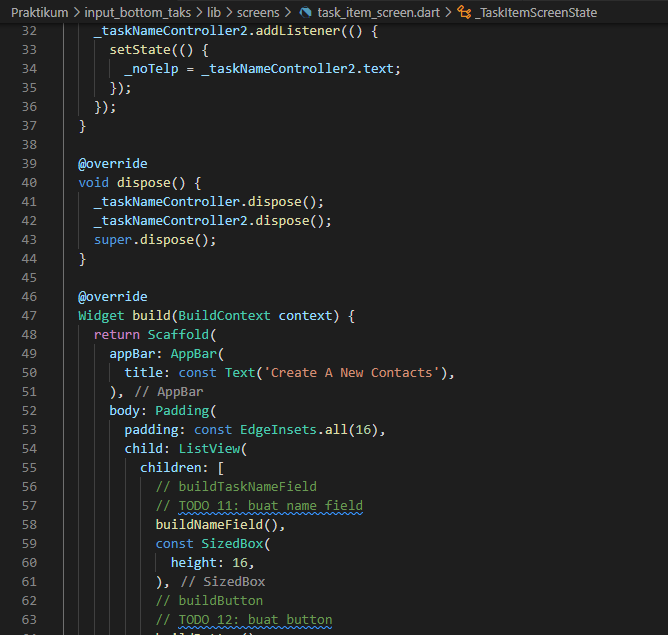 Praktikum > input_bottom_taks > lib > screens > task_item_screen.dart > _TaskItemScreenState
32 _taskNameController2.addListener(() {
33 setState(() {
34 _noTelp = _taskNameController2.text;
35 });
36 });
37 }
38
39 @override
40 void dispose() {
41 _taskNameController.dispose();
42 _taskNameController2.dispose();
43 super.dispose();
44 }
45
46 @override
47 Widget build(BuildContext context) {
48 return Scaffold(
49 appBar: AppBar(
50 title: const Text('Create A New Contacts'),
51 ), // AppBar
52 body: Padding(
53 padding: const EdgeInsets.all(16),
54 child: ListView(
55 children: [
56 // buildTaskNameField
57 // TODO 11: buat name field
58 buildNameField(),
59 const SizedBox(
60 height: 16,
61 ), // SizedBox
62 // buildButton
63 // TODO 12: buat button